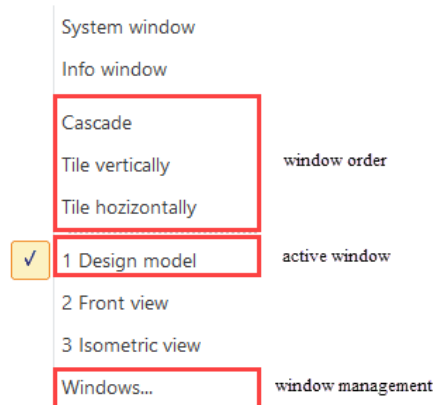 System window
Info window
Cascade
Tile vertically
window order
Tile hozizontally
1 Design model
active window
2 Front view
3 Isometric view
Windows...
window management